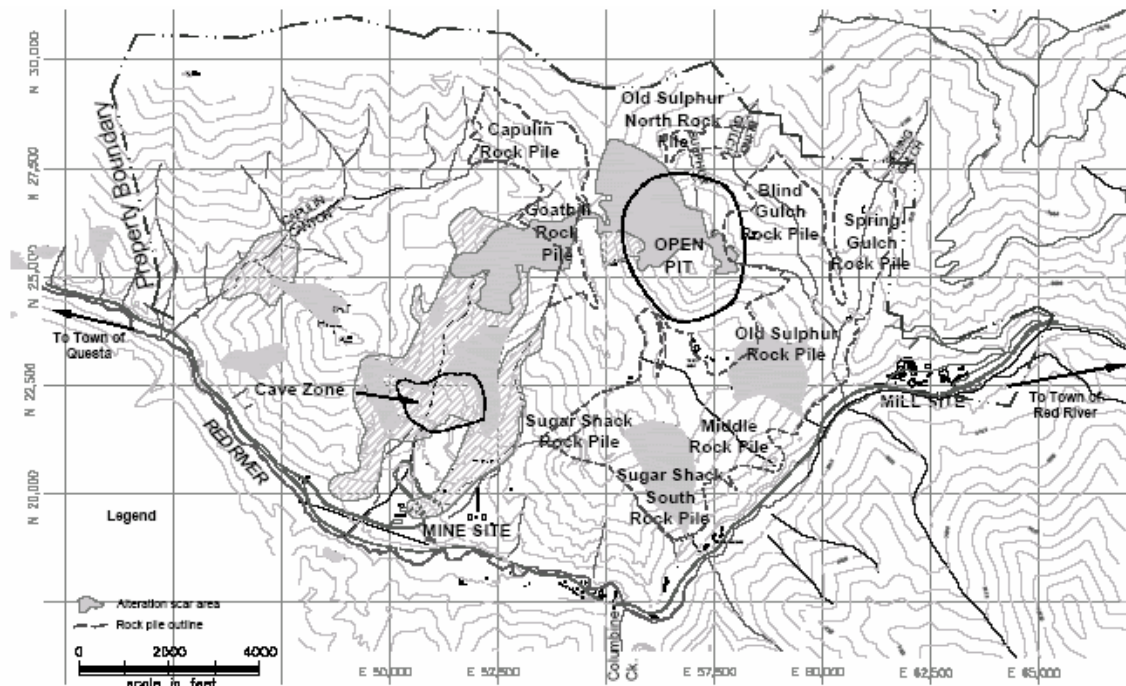 N 30,000
Old Sulphur
North Rock
Pile
Capulin
Rock Pile
N 27,500
Property Boundary
CAPULIN
CANYON
Goathill
Rock
Pile
Blind
Gulch
Rock Pile
Spring
Gulch
Rock Pile
OPEN
PIT
N 25,000
To Town of
Questa
Old Sulphur
Rock Pile
N 22,500
Cave Zone
MILL SITE
To Town of
Red River
Sugar Shack
Rock Pile
Middle
Rock Pile
RED RIVER
Sugar Shack
South
Rock Pile
N 20,000
Legend
MINE SITE
Alteration scar area
Rock pile outline
0 2000 4000
scale in feet
Columbine
Ck.
E 50,000
E 52,500
E 57,500
E 60,000
E 62,500
E 65,000